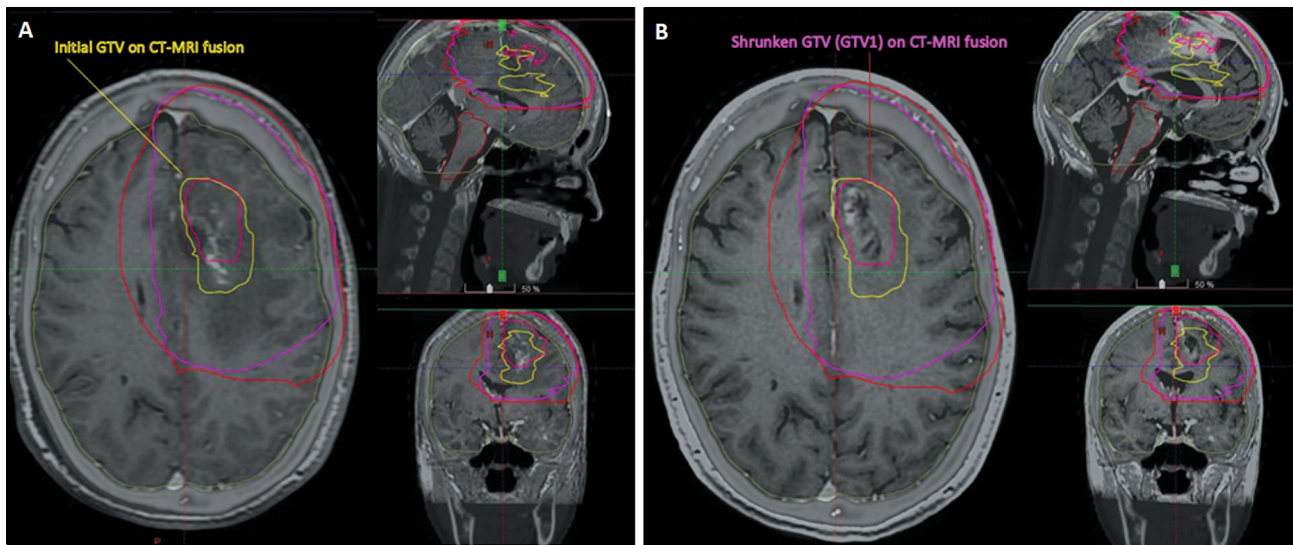 A
Initial GTV on CT-MRI fusion
H
50 %
H
P
B
Shrunken GTV (GTV1) on CT-MRI fusion
H
50 %
H